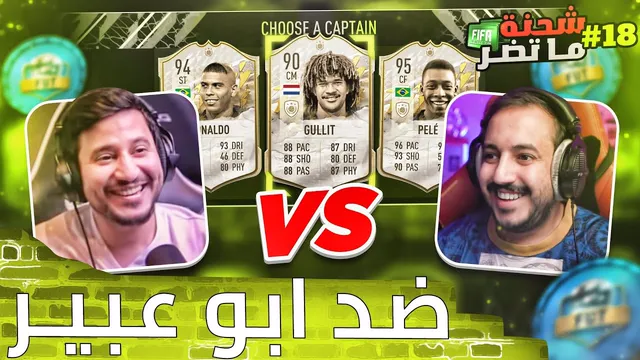 CHOOSE A CAPTAIN
شحنة
ما تضر
#18
FIFA
94
ST
NALDO
93 DRI
46 DEF
80 PHY
90
CM
GULLIT
88 PAC
88 SHO
88 PAS
87 DRI
80 DEF
87 PHY
95
CF
PELÉ
96 PAC
93 SHO
90 PAS
VS
ضد ابو عبير
FUT